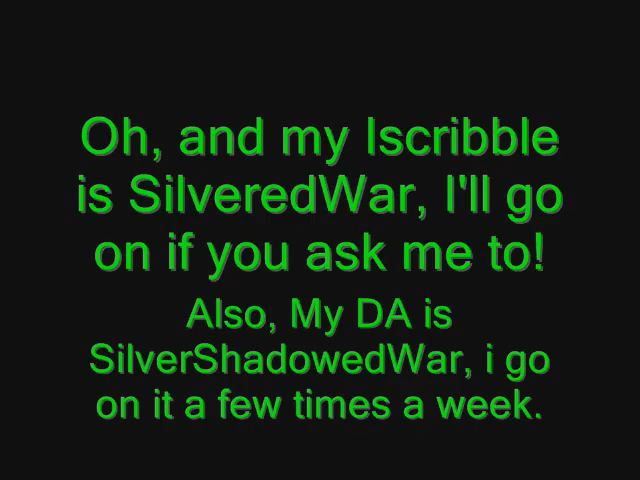 Oh, and my Iscribble
is SilveredWar, I'll go
on if you ask me to!
Also, My DA is
SilverShadowedWar, i go
on it a few times a week.